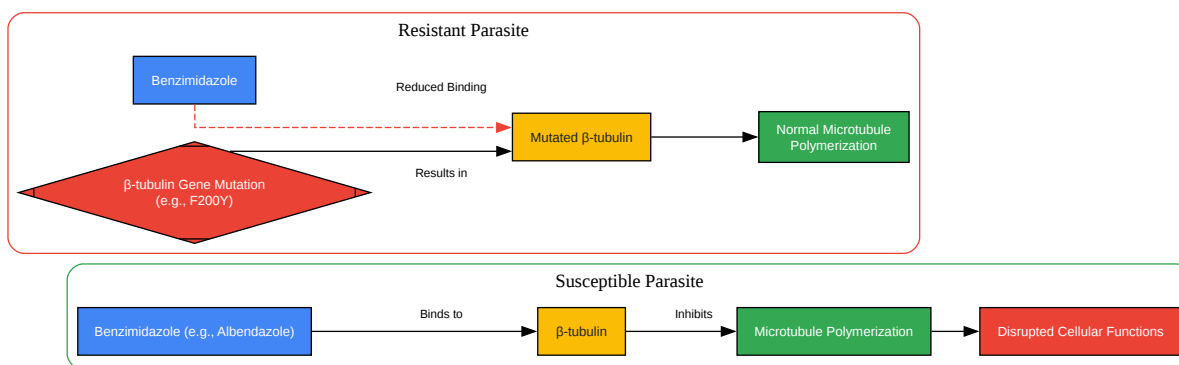 Resistant Parasite
Benzimidazole
Reduced Binding
Mutated β-tubulin
Normal Microtubule
Polymerization
β-tubulin Gene Mutation
(e.g., F200Y)
Results in
Susceptible Parasite
Benzimidazole (e.g., Albendazole)
Binds to
β-tubulin
Inhibits
Microtubule Polymerization
Disrupted Cellular Functions